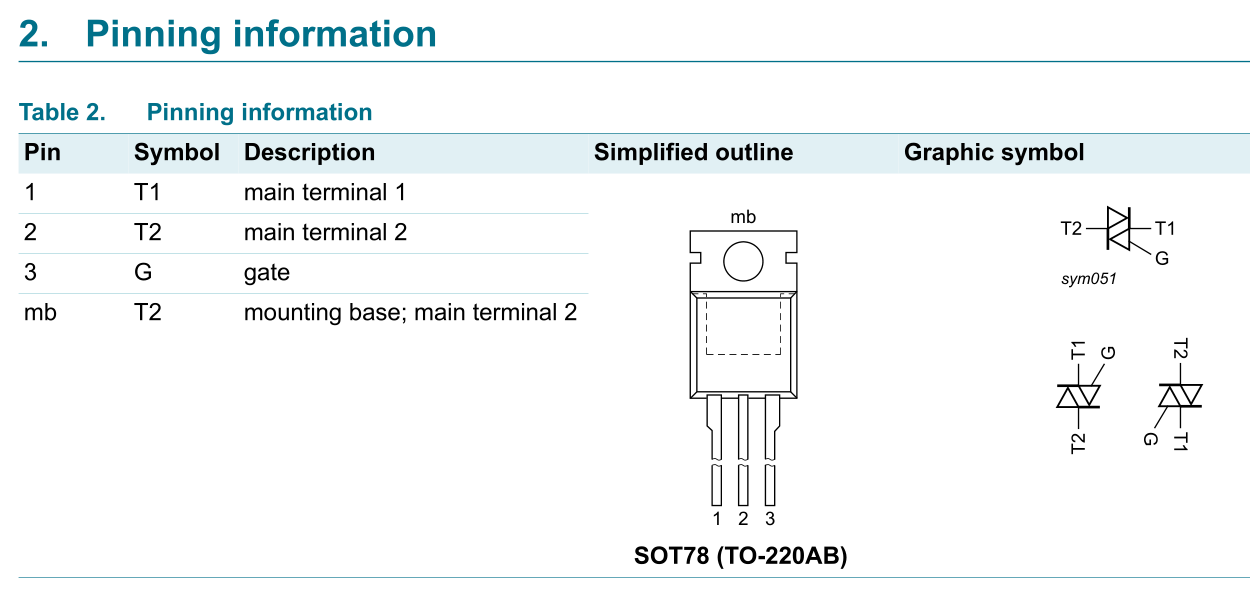 2. Pinning information
Table 2. Pinning information
Pin Symbol Description Simplified outline Graphic symbol
1 T1 main terminal 1
2 T2 main terminal 2
3 G gate
mb T2 mounting base; main terminal 2
mb
1 2 3
SOT78 (TO-220AB)
T2 T1
G
sym051
T1 G
T2
T2
G T1